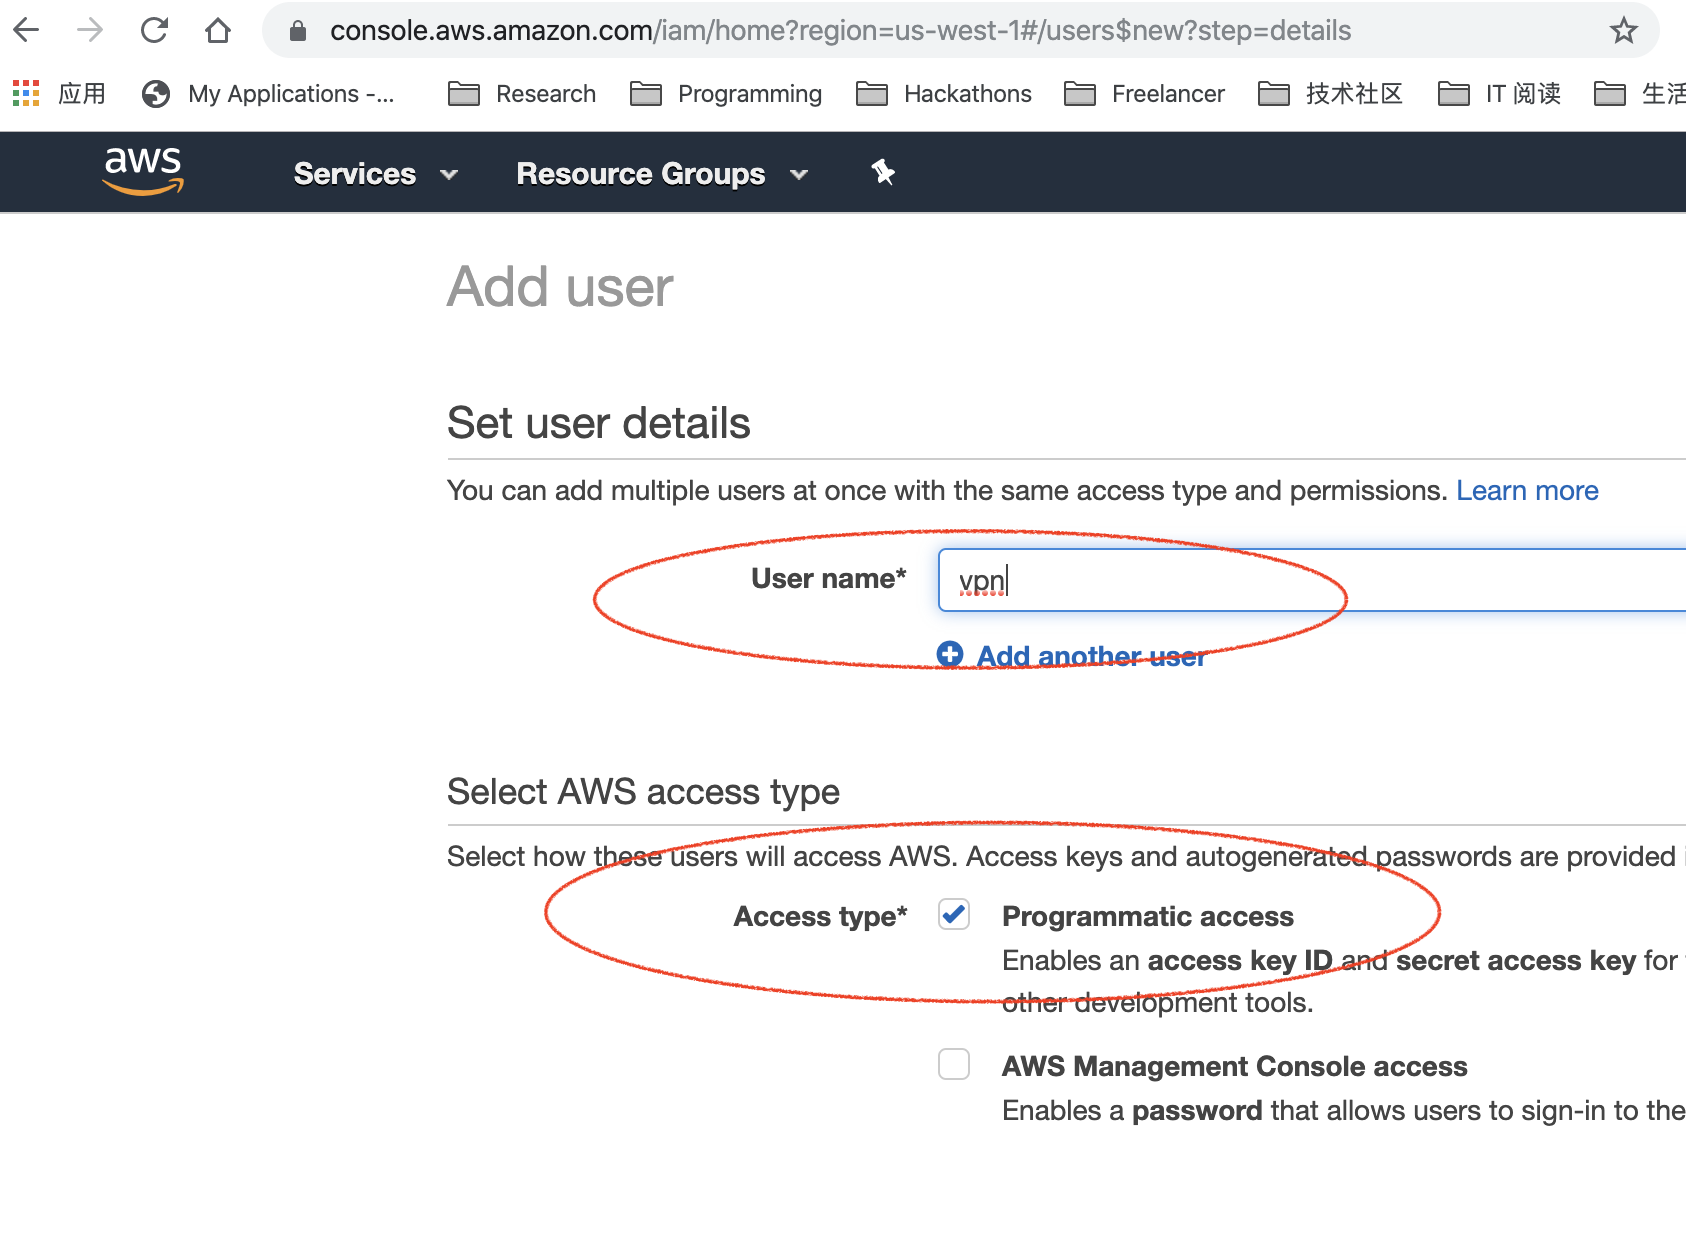 console.aws.amazon.com/iam/home?region=us-west-1#/users$new?step=details
应用 My Applications -... Research Programming Hackathons Freelancer 技术社区 IT 阅读 生活
aws Services Resource Groups
Add user
Set user details
You can add multiple users at once with the same access type and permissions. Learn more
User name* vpn
Add another user
Select AWS access type
Select how these users will access AWS. Access keys and autogenerated passwords are provided
Access type* Programmatic access
Enables an access key ID and secret access key for
other development tools.
AWS Management Console access
Enables a password that allows users to sign-in to the